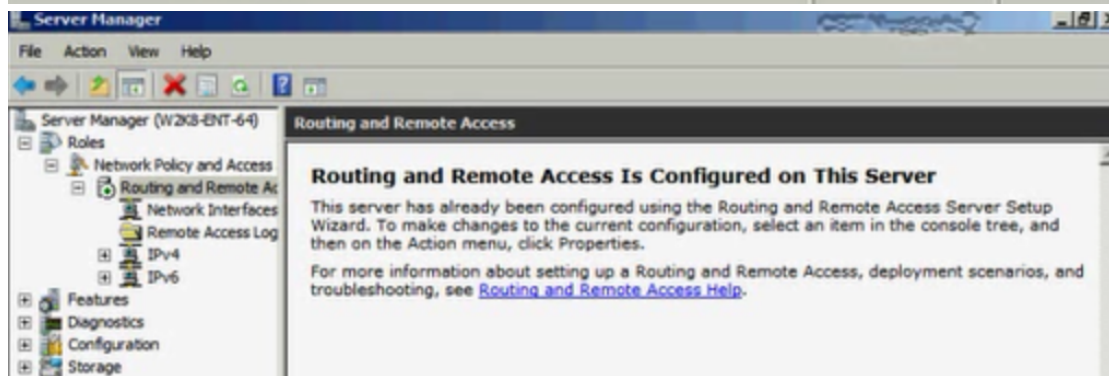 Server Manager
File Action View Help
Server Manager (W2K8-ENT-64)
Roles
Network Policy and Access
Routing and Remote Ac
Network Interfaces
Remote Access Log
IPv4
IPv6
Features
Diagnostics
Configuration
Storage
Routing and Remote Access
Routing and Remote Access Is Configured on This Server
This server has already been configured using the Routing and Remote Access Server Setup
Wizard. To make changes to the current configuration, select an item in the console tree, and
then on the Action menu, click Properties.
For more information about setting up a Routing and Remote Access, deployment scenarios, and
troubleshooting, see Routing and Remote Access Help.